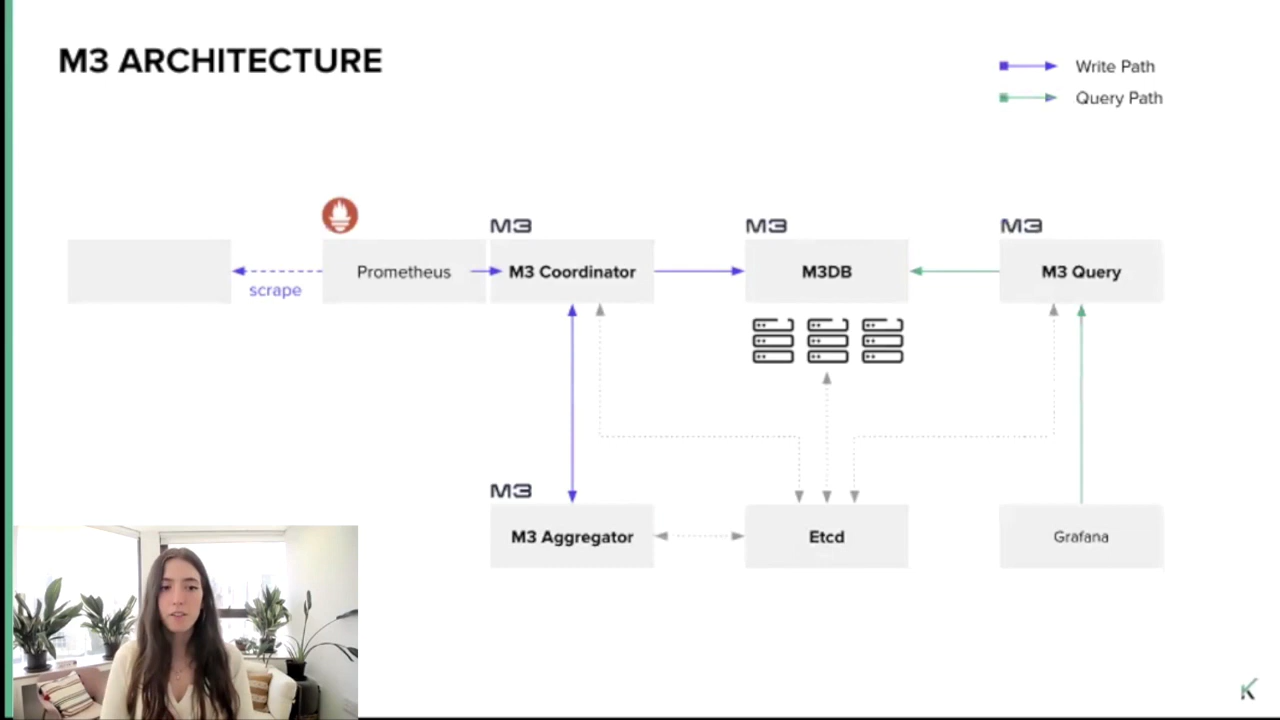 M3 ARCHITECTURE
Write Path
Query Path
M3
M3
M3
Prometheus
M3 Coordinator
M3DB
M3 Query
scrape
M3
M3 Aggregator
Etcd
Grafana